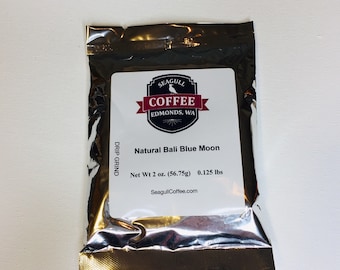 SEAGULL
COFFEE
EDMONDS, WA
DRIP GRIND
Natural Bali Blue Moon
Net Wt 2 oz. (56.75g) 0.125 lbs
SeagullCoffee.com